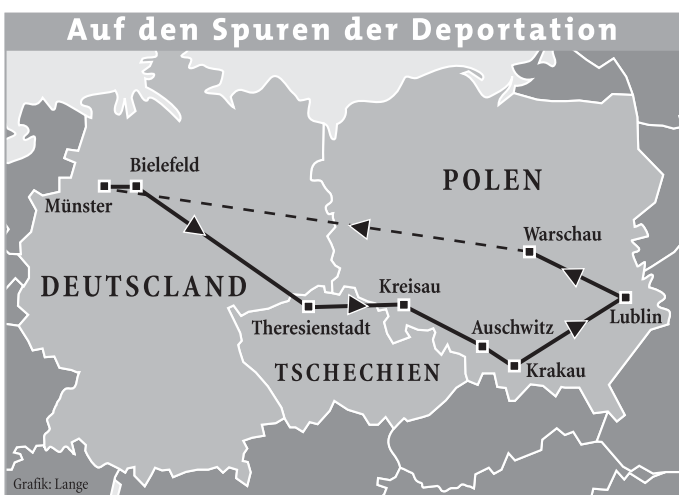 Auf den Spuren der Deportation
Bielefeld
Münster
POLEN
Warschau
DEUTSCLAND
Kreisau
Theresienstadt
Auschwitz
Lublin
TSCHECHIEN
Krakau
Grafik: Lange